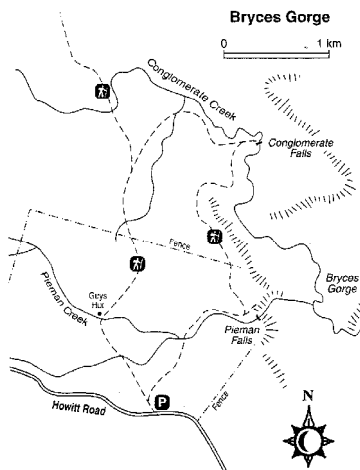 Bryces Gorge
0 1 km
Conglomerate Creek
Conglomerate
Falls
Fence
Guys
Hut
Pieman Creek
Bryces
Gorge
Pieman
Falls
Fence
Howitt Road
P
N